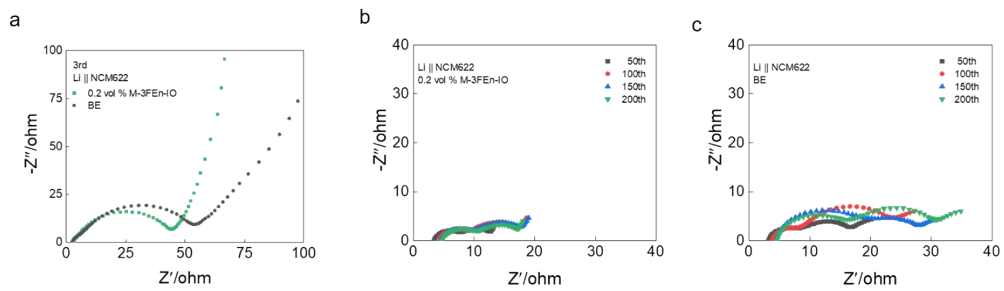 a
100
75
50
25
0
-Z″/ohm
3rd
Li || NCM622
0.2 vol % M-3FEn-IO
BE
0 25 50 75 100
Z′/ohm
b
40
30
20
10
0
-Z″/ohm
Li || NCM622
0.2 vol % M-3FEn-IO
50th
100th
150th
200th
0 10 20 30 40
Z′/ohm
c
40
30
20
10
0
-Z″/ohm
Li || NCM622
BE
50th
100th
150th
200th
0 10 20 30 40
Z′/ohm